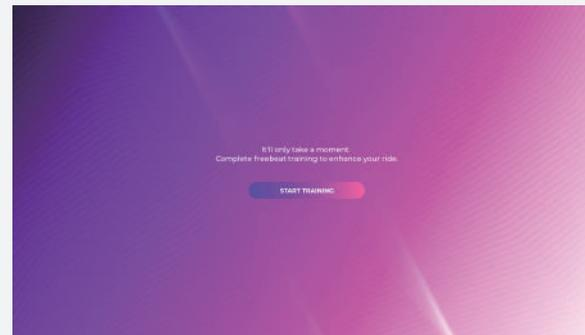 It'll only take a moment.
Complete freebeat training to enhance your ride.
START TRAINING